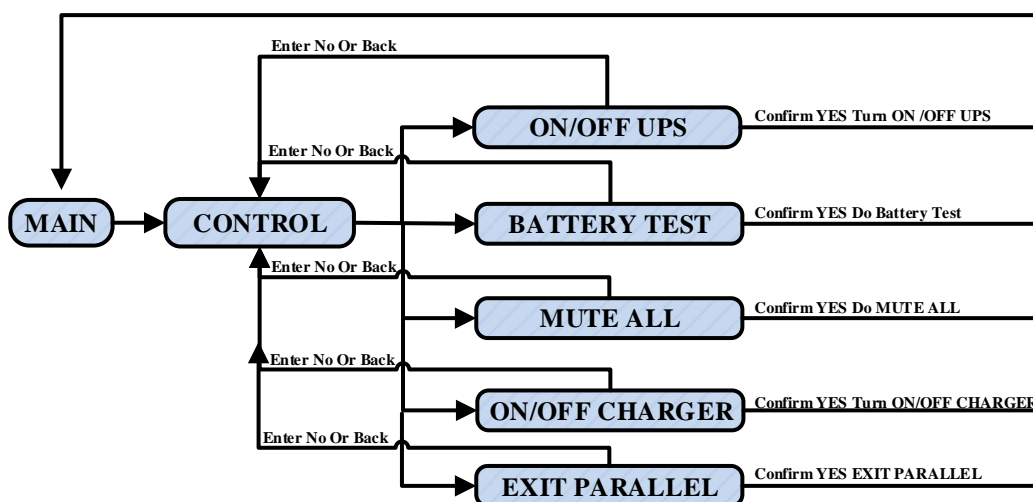 Enter No Or Back
ON/OFF UPS
Confirm YES Turn ON /OFF UPS
Enter No Or Back
MAIN
CONTROL
BATTERY TEST
Confirm YES Do Battery Test
Enter No Or Back
MUTE ALL
Confirm YES Do MUTE ALL
Enter No Or Back
ON/OFF CHARGER
Confirm YES Turn ON/OFF CHARGER
Enter No Or Back
EXIT PARALLEL
Confirm YES EXIT PARALLEL